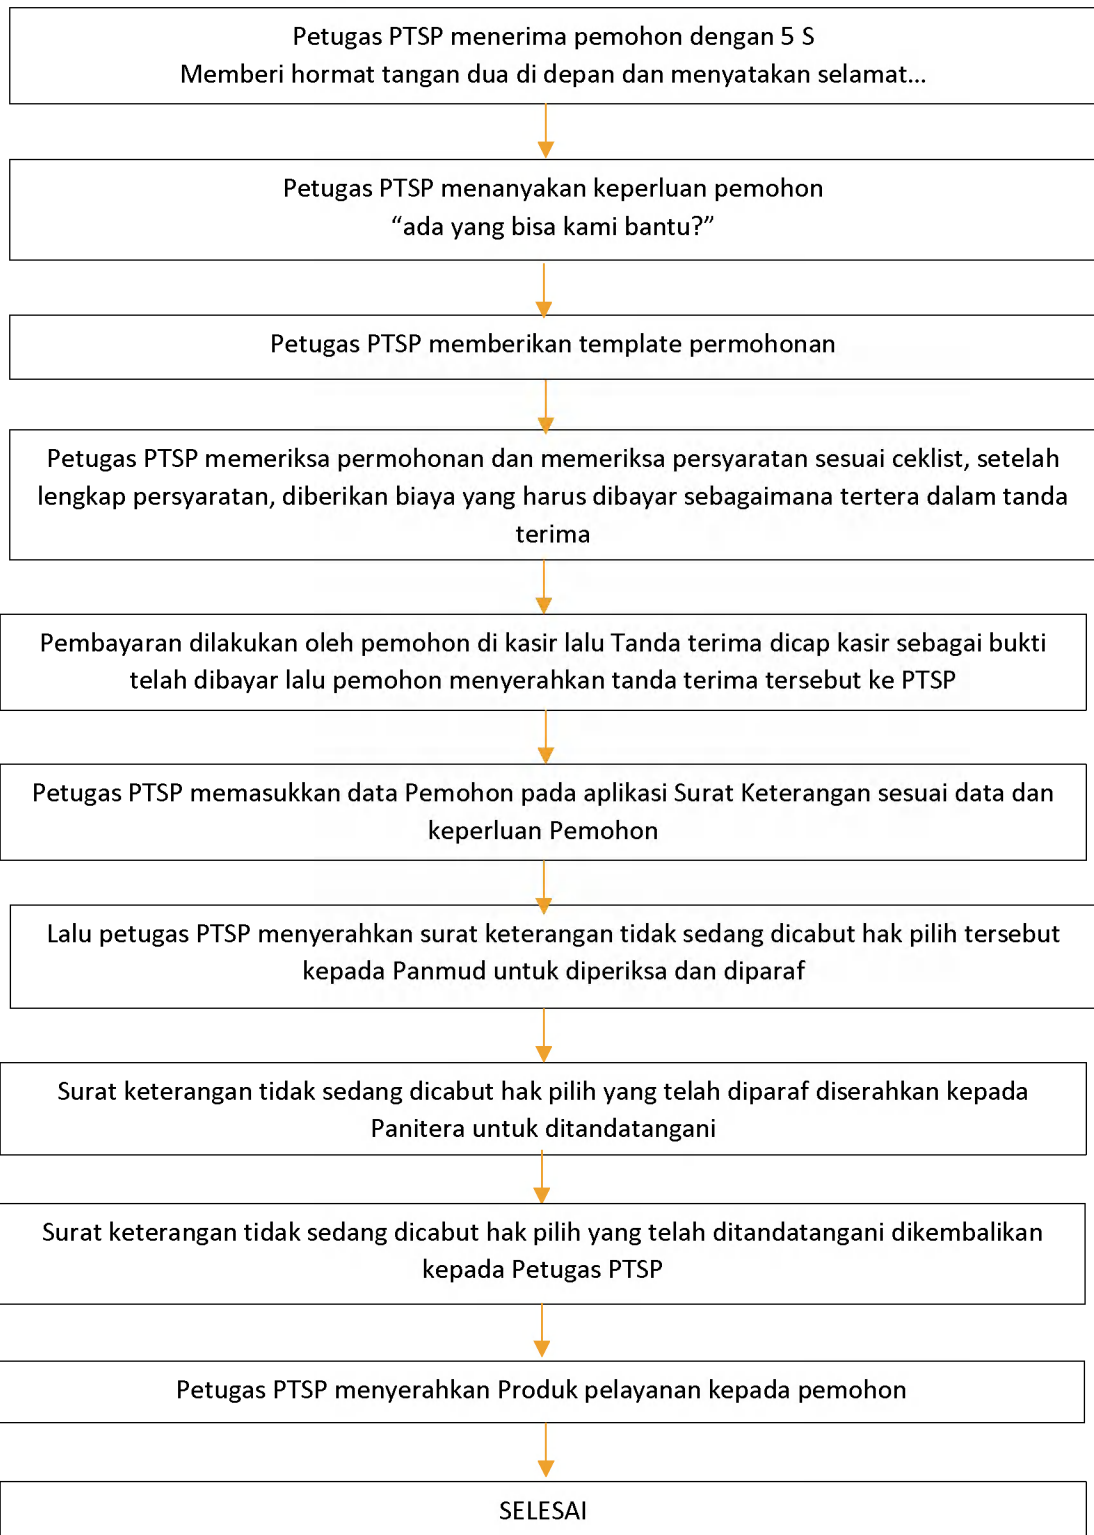 Petugas PTSP menerima pemohon dengan 5 S
Memberi hormat tangan dua di depan dan menyatakan selamat...
Petugas PTSP menanyakan keperluan pemohon
“ada yang bisa kami bantu?”
Petugas PTSP memberikan template permohonan
Petugas PTSP memeriksa permohonan dan memeriksa persyaratan sesuai ceklist, setelah
lengkap persyaratan, diberikan biaya yang harus dibayar sebagaimana tertera dalam tanda
terima
Pembayaran dilakukan oleh pemohon di kasir lalu Tanda terima dicap kasir sebagai bukti
telah dibayar lalu pemohon menyerahkan tanda terima tersebut ke PTSP
Petugas PTSP memasukkan data Pemohon pada aplikasi Surat Keterangan sesuai data dan
keperluan Pemohon
Lalu petugas PTSP menyerahkan surat keterangan tidak sedang dicabut hak pilih tersebut
kepada Panmud untuk diperiksa dan diparaf
Surat keterangan tidak sedang dicabut hak pilih yang telah diparaf diserahkan kepada
Panitera untuk ditandatangani
Surat keterangan tidak sedang dicabut hak pilih yang telah ditandatangani dikembalikan
kepada Petugas PTSP
Petugas PTSP menyerahkan Produk pelayanan kepada pemohon
SELESAI